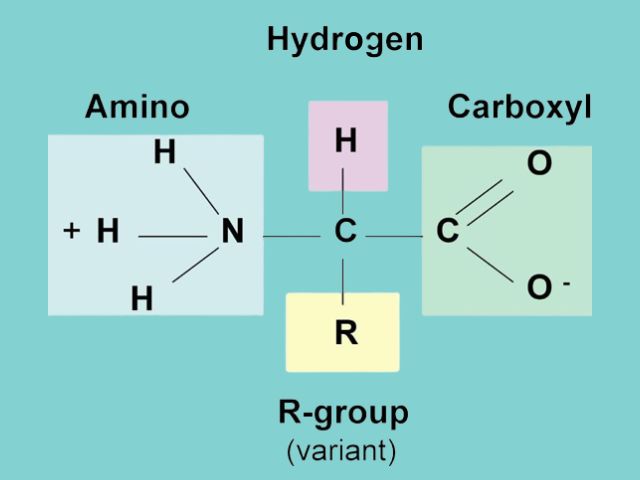 Hydrogen
Amino
Carboxyl
H
H
O
+ H
N
C
C
H
O -
R
R-group
(variant)